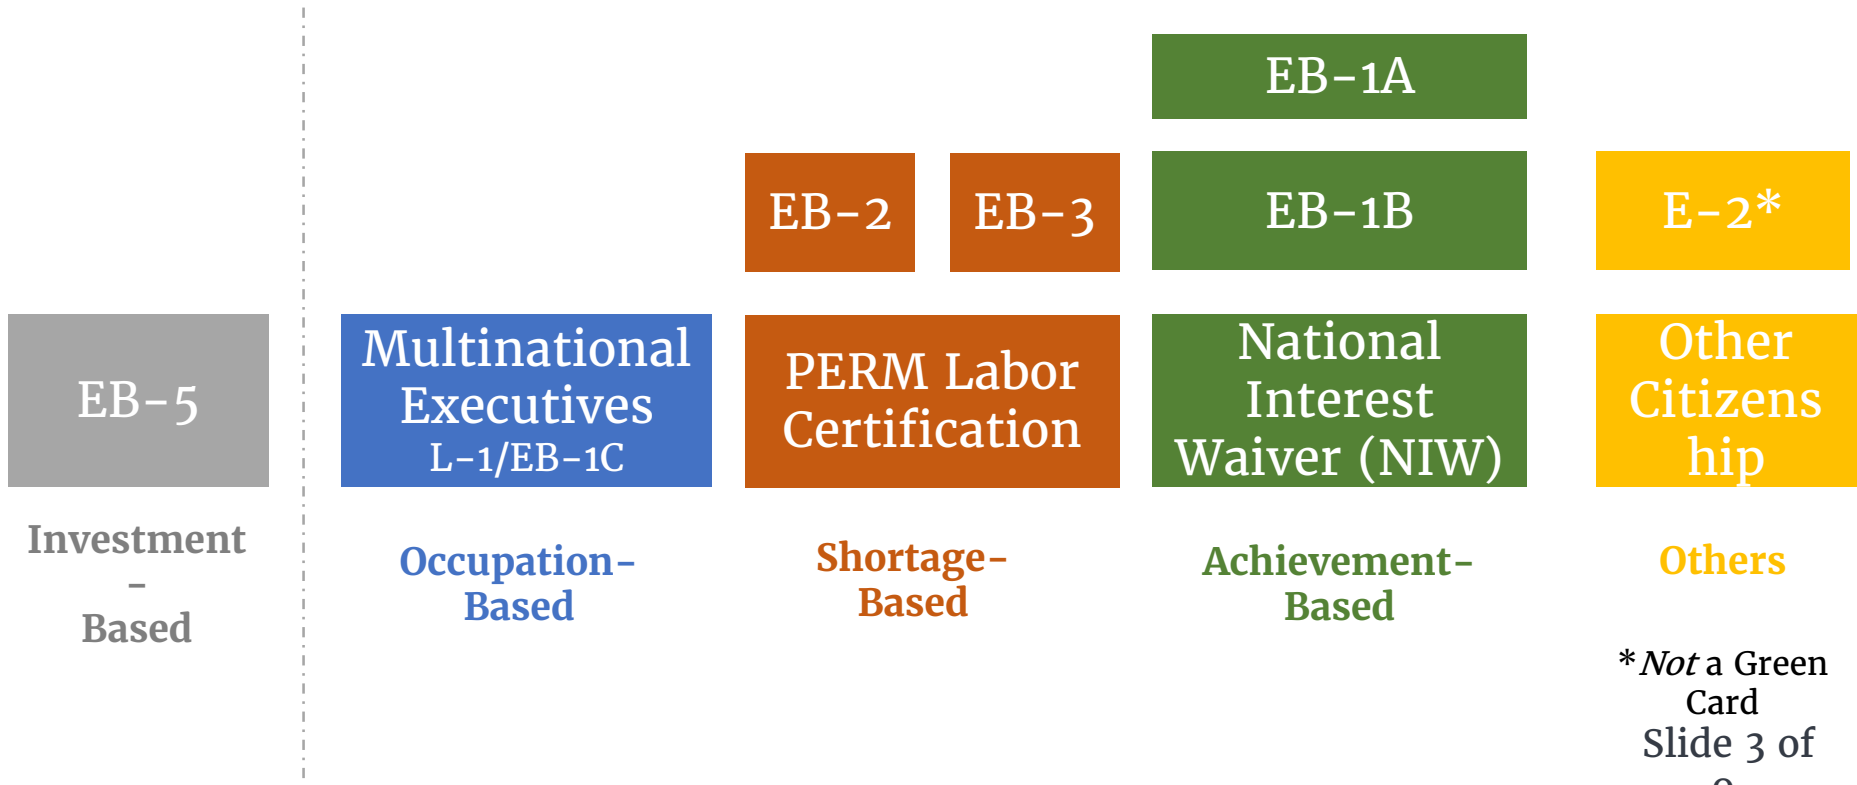 EB-1A
EB-2
EB-3
EB-1B
E-2*
EB-5
Multinational
Executives
L-1/EB-1C
PERM Labor
Certification
National
Interest
Waiver (NIW)
Other
Citizens
hip
Investment
-
Based
Occupation-
Based
Shortage-
Based
Achievement-
Based
Others
*Not a Green
Card
Slide 3 of